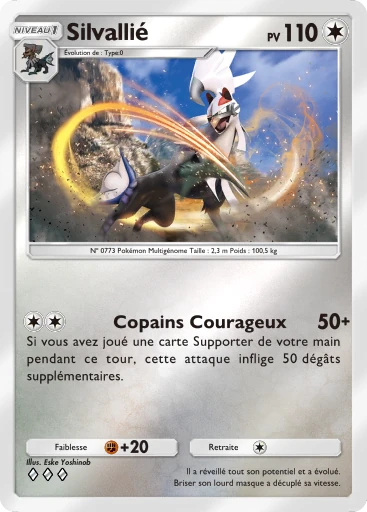 NIVEAU 1 Silvallié PV 110
Évolution de : Type:0
N° 0773 Pokémon Multigénome Taille : 2,3 m Poids : 100,5 kg
Copains Courageux 50+
Si vous avez joué une carte Supporter de votre main
pendant ce tour, cette attaque inflige 50 dégâts
supplémentaires.
Faiblesse +20 Retraite
Illus. Eske Yoshinob
Il a réveillé tout son potentiel et a évolué.
Briser son lourd masque a décuplé sa vitesse.